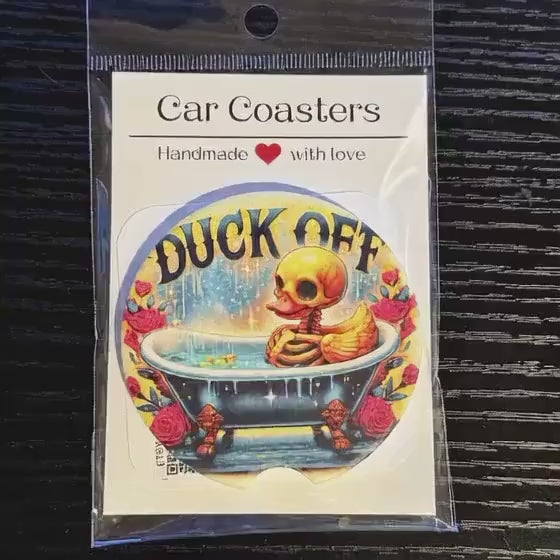 Car Coasters
Handmade with love
DUCK OFF